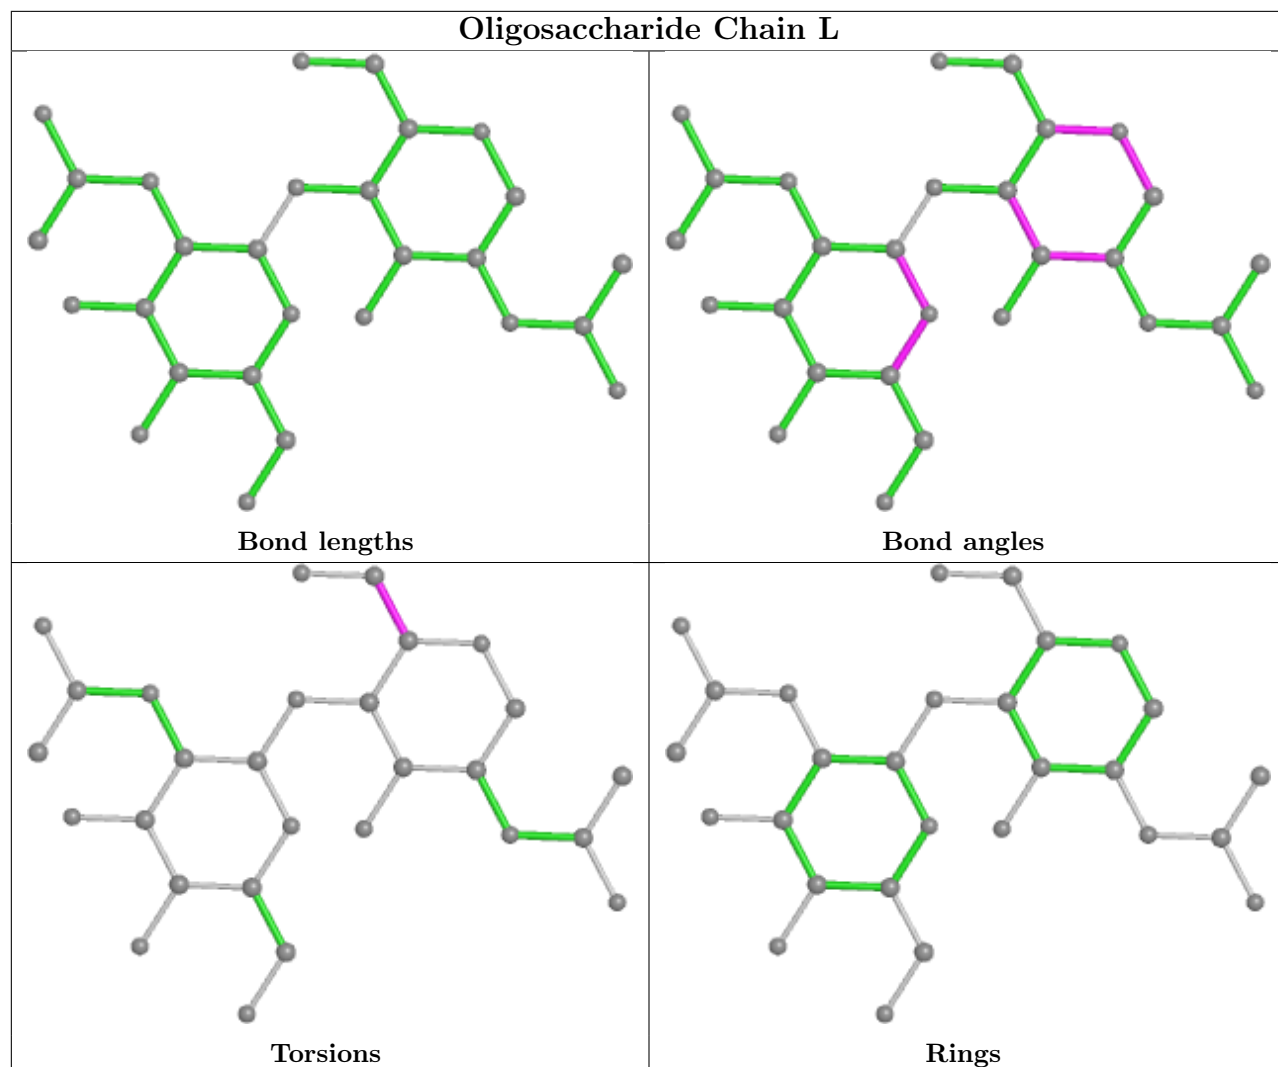 Oligosaccharide Chain L
Bond lengths
Bond angles
Torsions
Rings